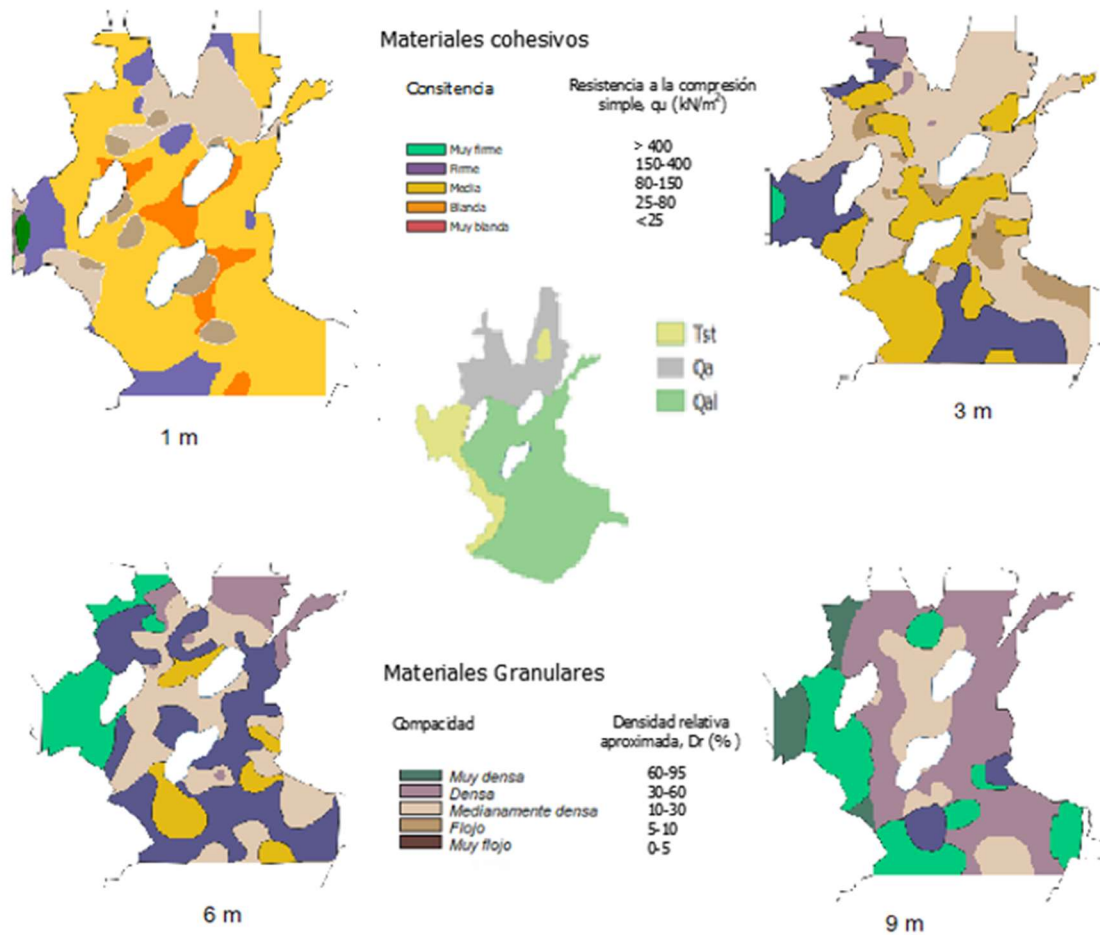 Materiales cohesivos
Consitencia
Resistencia a la compresión
simple, qu (kN/m²)
Muy firme
> 400
Firme
150-400
Media
80-150
Blanda
25-80
Muy blanda
<25
1 m
Tst
Qa
Qal
3 m
Materiales Granulares
Compacidad
Densidad relativa
aproximada, Dr (% )
Muy densa
60-95
Densa
30-60
Medianamente densa
10-30
Flojo
5-10
Muy flojo
0-5
6 m
9 m